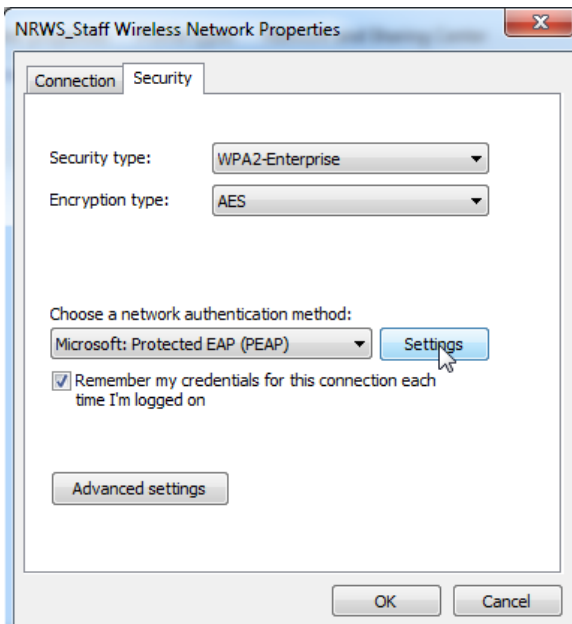 NRWS_Staff Wireless Network Properties
Connection
Security
Security type:
WPA2-Enterprise
Encryption type:
AES
Choose a network authentication method:
Microsoft: Protected EAP (PEAP)
Settings
Remember my credentials for this connection each
time I'm logged on
Advanced settings
OK
Cancel